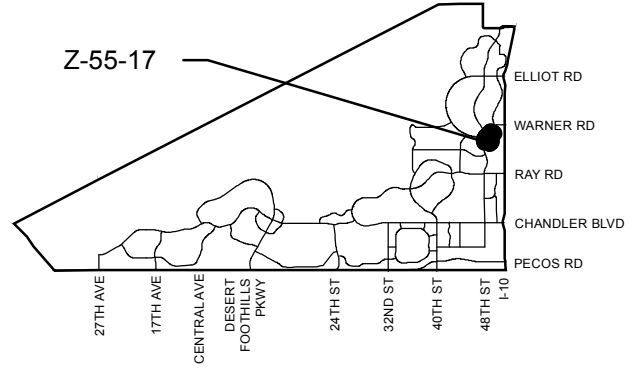 Z-55-17
ELLIOT RD
WARNER RD
RAY RD
CHANDLER BLVD
PECOS RD
27TH AVE
17TH AVE
CENTRAL AVE
DESERT
FOOTHILLS
PKWY
24TH ST
32ND ST
40TH ST
48TH ST
I-10